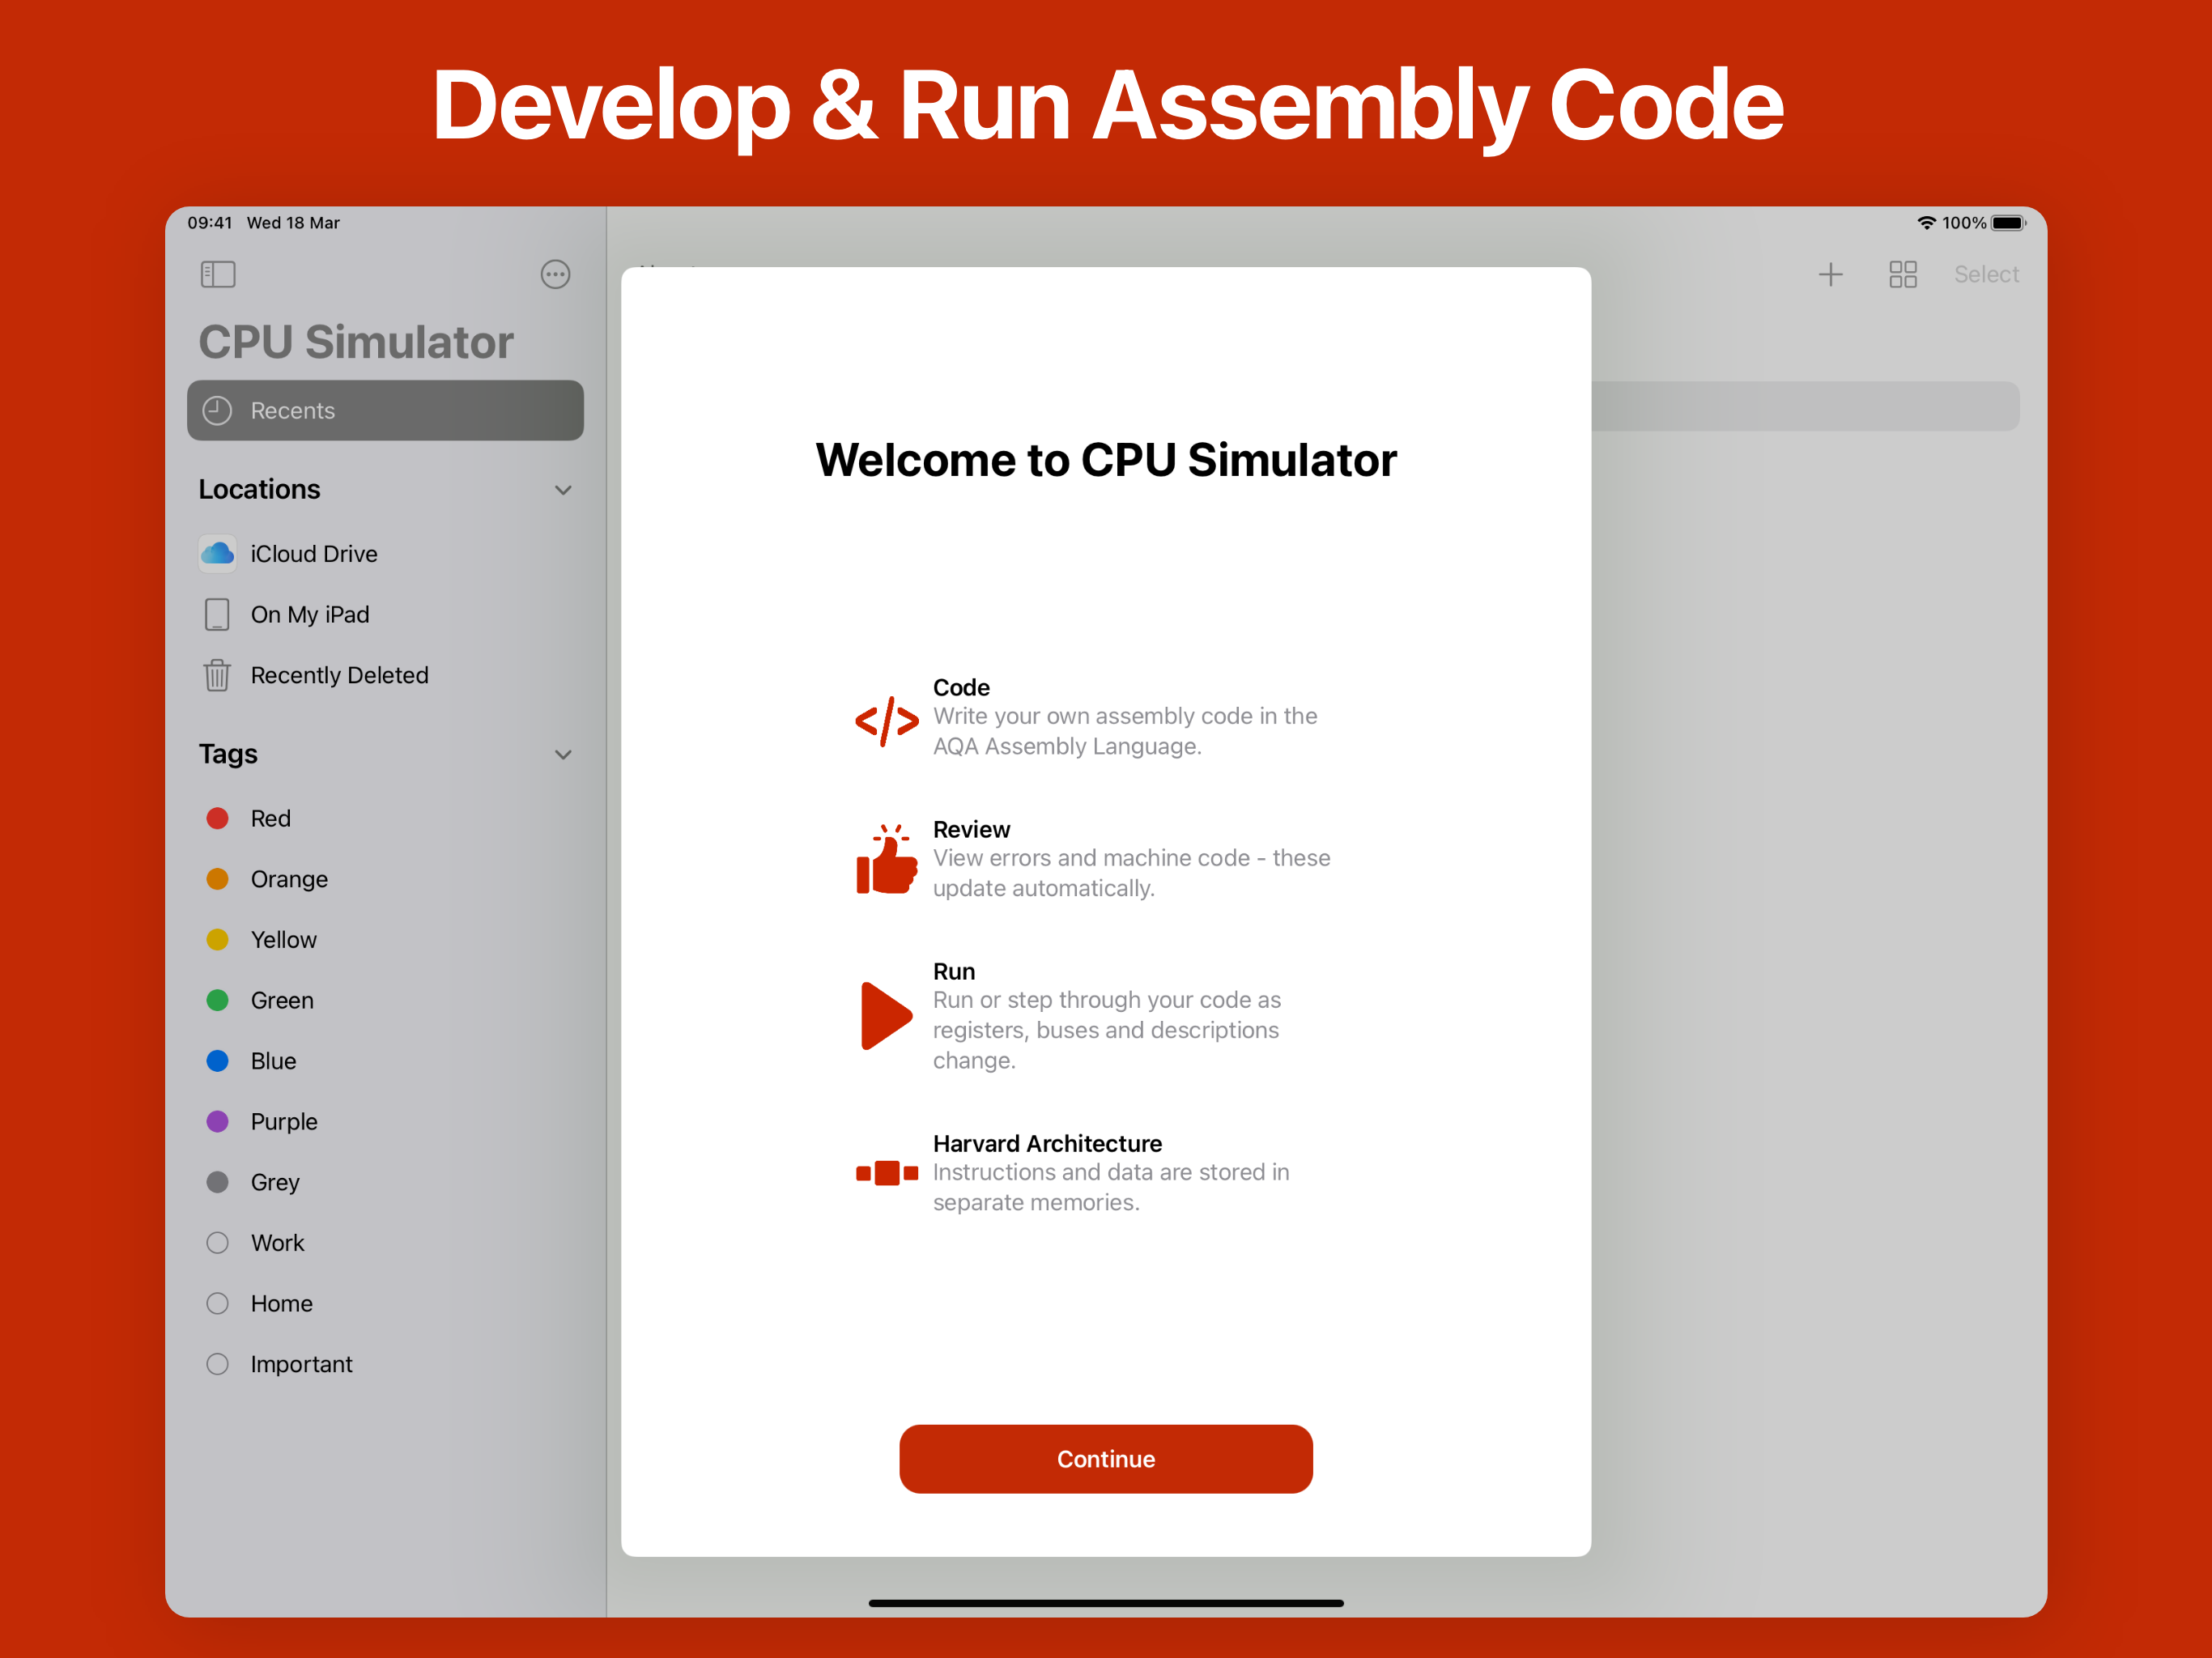 Develop & Run Assembly Code
09:41 Wed 18 Mar
100%
Select
CPU Simulator
Recents
Locations
iCloud Drive
On My iPad
Recently Deleted
Tags
Red
Orange
Yellow
Green
Blue
Purple
Grey
Work
Home
Important
Welcome to CPU Simulator
Code
Write your own assembly code in the
AQA Assembly Language.
Review
View errors and machine code - these
update automatically.
Run
Run or step through your code as
registers, buses and descriptions
change.
Harvard Architecture
Instructions and data are stored in
separate memories.
Continue